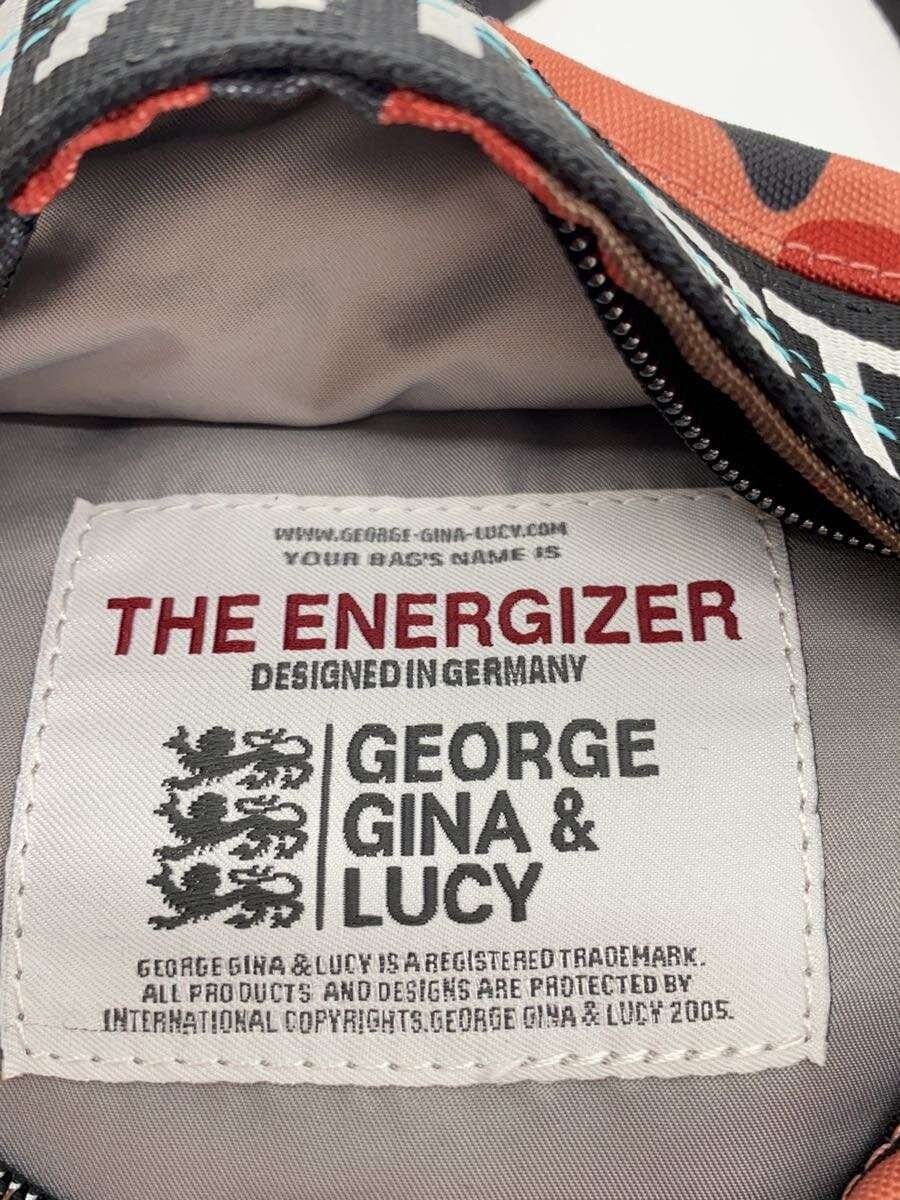 WWW.GEORGE-GINA-LUCY.COM
YOUR BAG'S NAME IS
THE ENERGIZER
DESIGNED IN GERMANY
GEORGE
GINA &
LUCY
GEORGE GINA & LUCY IS A REGISTERED TRADEMARK.
ALL PRODUCTS AND DESIGNS ARE PROTECTED BY
INTERNATIONAL COPYRIGHTS.GEORGE GINA & LUCY 2005.